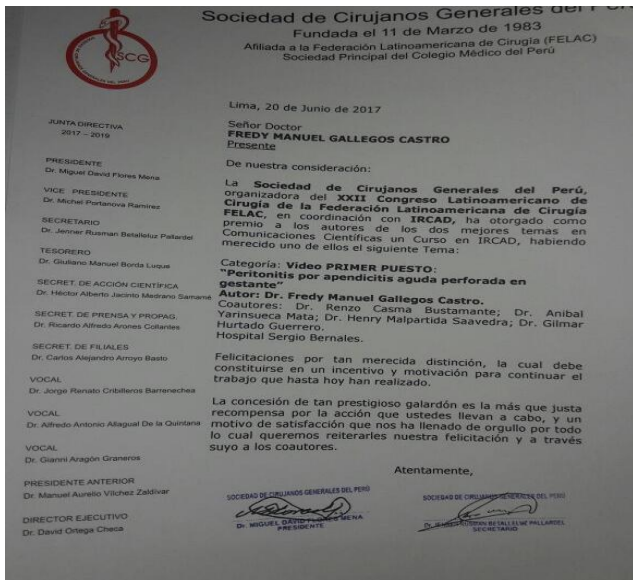 Sociedad de Cirujanos Generales del Perú
Fundada el 11 de Marzo de 1983
Afiliada a la Federación Latinoamericana de Cirugía (FELAC)
Sociedad Principal del Colegio Médico del Perú
SCG
Lima, 20 de Junio de 2017
Señor Doctor
FREDY MANUEL GALLEGOS CASTRO
Presente
De nuestra consideración:
La Sociedad de Cirujanos Generales del Perú,
organizadora del XXII Congreso Latinoamericano de
Cirugía de la Federación Latinoamericana de Cirugía
FELAC, en coordinación con IRCAD, ha otorgado como
premio a los autores de los dos mejores temas en
Comunicaciones Científicas un Curso en IRCAD, habiendo
merecido uno de ellos el siguiente Tema:
Categoría: Video PRIMER PUESTO:
"Peritonitis por apendicitis aguda perforada en
gestante"
Autor: Dr. Fredy Manuel Gallegos Castro.
Coautores: Dr. Renzo Casma Bustamante; Dr. Anibal
Yarinsueca Mata; Dr. Henry Malpartida Saavedra; Dr. Gilmar
Hurtado Guerrero.
Hospital Sergio Bernales.
Felicitaciones por tan merecida distinción, la cual debe
constituirse en un incentivo y motivación para continuar el
trabajo que hasta hoy han realizado.
La concesión de tan prestigioso galardón es la más que justa
recompensa por la acción que ustedes llevan a cabo, y un
motivo de satisfacción que nos ha llenado de orgullo por todo
lo cual queremos reiterarles nuestra felicitación y a través
suyo a los coautores.
Atentamente,
JUNTA DIRECTIVA
2017 – 2019
PRESIDENTE
Dr. Miguel David Flores Mena
VICE PRESIDENTE
Dr. Michel Portanova Ramírez
SECRETARIO
Dr. Jenner Rusman Betalleluz Pallardel
TESORERO
Dr. Giuliano Manuel Borda Luque
SECRET. DE ACCIÓN CIENTÍFICA
Dr. Héctor Alberto Jacinto Medrano Samamé
SECRET. DE PRENSA Y PROPAG.
Dr. Ricardo Alfredo Arones Collantes
SECRET. DE FILIALES
Dr. Carlos Alejandro Arroyo Basto
VOCAL
Dr. Jorge Renato Cribilleros Barrenechea
VOCAL
Dr. Alfredo Antonio Allagual De la Quintana
VOCAL
Dr. Gianni Aragón Graneros
PRESIDENTE ANTERIOR
Dr. Manuel Aurelio Vílchez Zaldívar
DIRECTOR EJECUTIVO
Dr. David Ortega Checa
SOCIEDAD DE CIRUJANOS GENERALES DEL PERÚ
Dr. MIGUEL DAVID FLORES MENA
PRESIDENTE
SOCIEDAD DE CIRUJANOS GENERALES DEL PERÚ
PALLARDEL
SECRETARIO